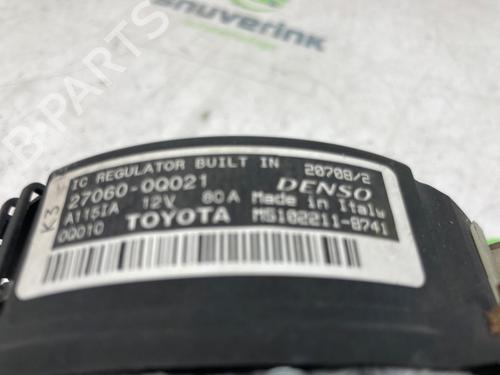 snuverink
B-PARTS
K3
IC REGULATOR BUILT IN 20708/2
27060-0Q021 DENSO
A115IA 12V 80A Made in Italy
0Q010 TOYOTA MS102211-8741